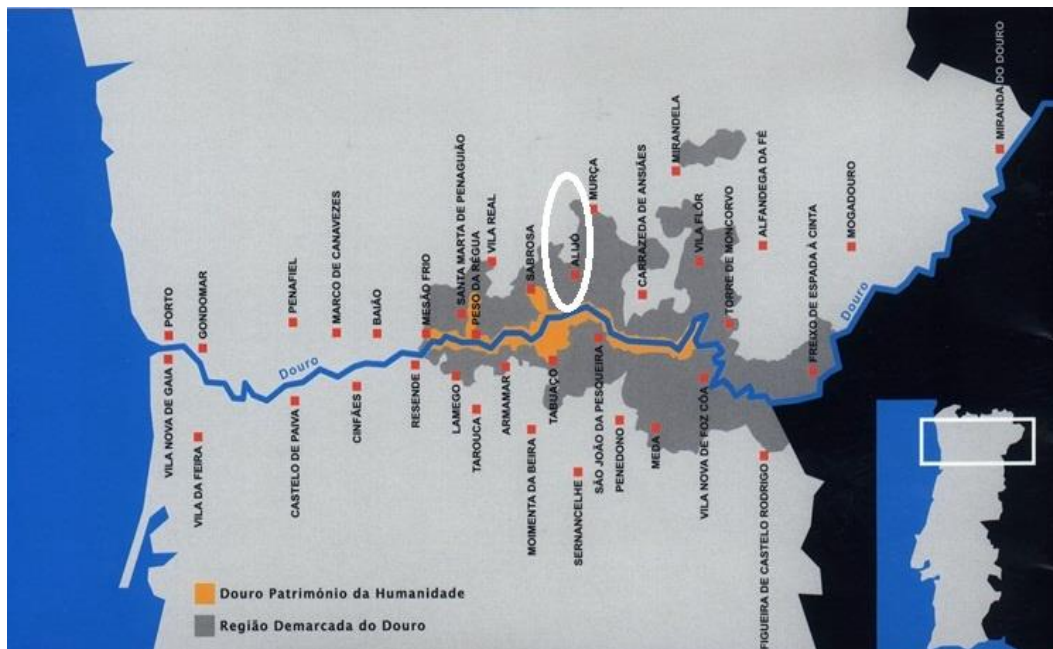 PORTO
VILA NOVA DE GAIA
GONDOMAR
VILA DA FEIRA
PENAFIEL
Douro
CASTELO DE PAIVA
MARCO DE CANAVEZES
CINFÃES
BAIÃO
RESENDE
MESÃO FRIO
LAMEGO
SANTA MARTA DE PENAGUIÃO
TAROUCA
PESO DA RÉGUA
VILA REAL
ARMAMAR
SABROSA
MOIMENTA DA BEIRA
TABUAÇO
ALIJÓ
SERNANCELHE
MURÇA
SÃO JOÃO DA PESQUEIRA
PENEDONO
CARRAZEDA DE ANSIÃES
MEDA
MIRANDELA
VILA FLÔR
VILA NOVA DE FOZ CÔA
TORRE DE MONCORVO
ALFANDEGA DA FÉ
FIGUEIRA DE CASTELO RODRIGO
FREIXO DE ESPADA À CINTA
MOGADOURO
Douro
MIRANDA DO DOURO
Douro Património da Humanidade
Região Demarcada do Douro